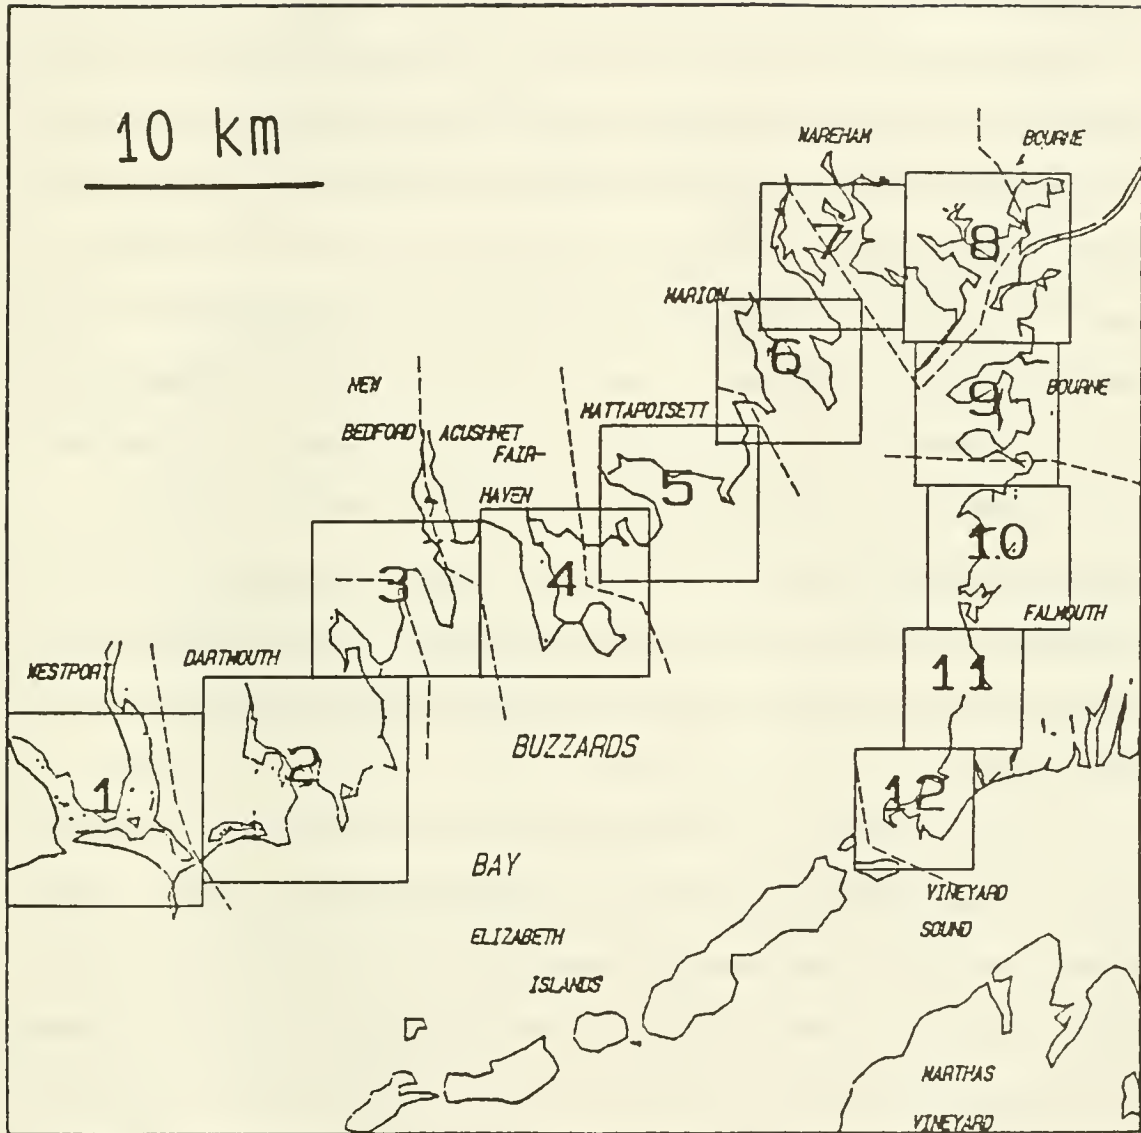 10 km
WAREHAM
BOURNE
7
8
MARION
6
NEW
BEDFORD
ACUSHNET
FAIR-
HAVEN
MATTAPOISETT
9
BOURNE
5
3
4
10
FALMOUTH
WESTPORT
DARTMOUTH
11
BUZZARDS
1
2
12
BAY
VINEYARD
SOUND
ELIZABETH
ISLANDS
MARTHAS
VINEYARD